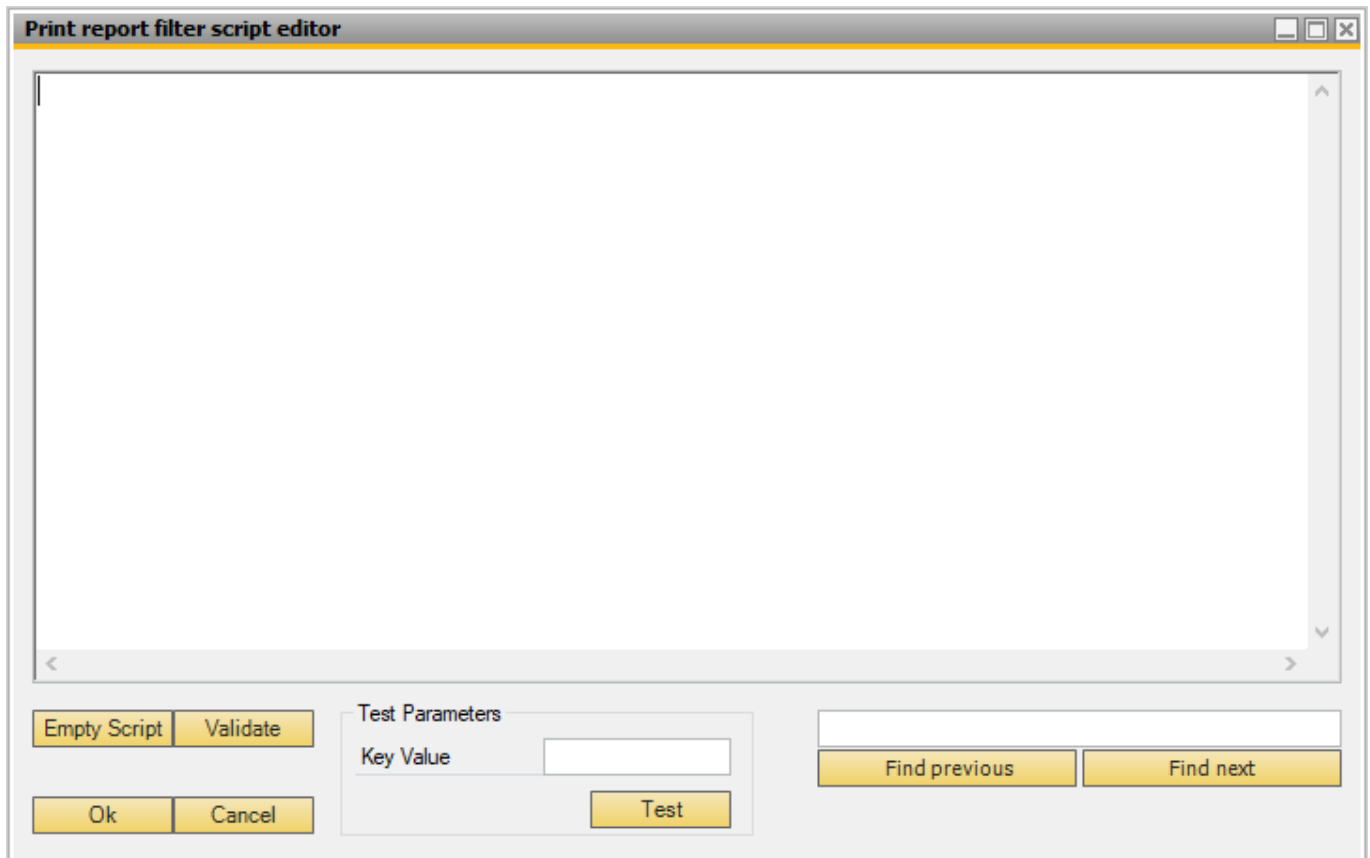 Print report filter script editor
Empty Script
Validate
Test Parameters
Key Value
Find previous
Find next
Ok
Cancel
Test